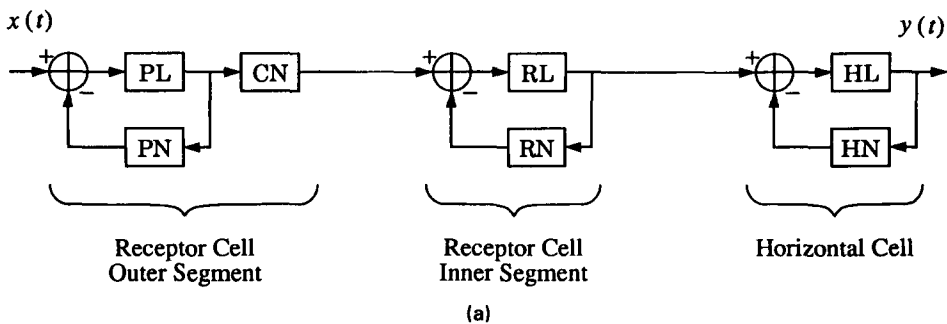 x(t)
y(t)
+
PL
CN
+
RL
+
HL
−
−
−
PN
RN
HN
Receptor Cell
Outer Segment
Receptor Cell
Inner Segment
Horizontal Cell
(a)